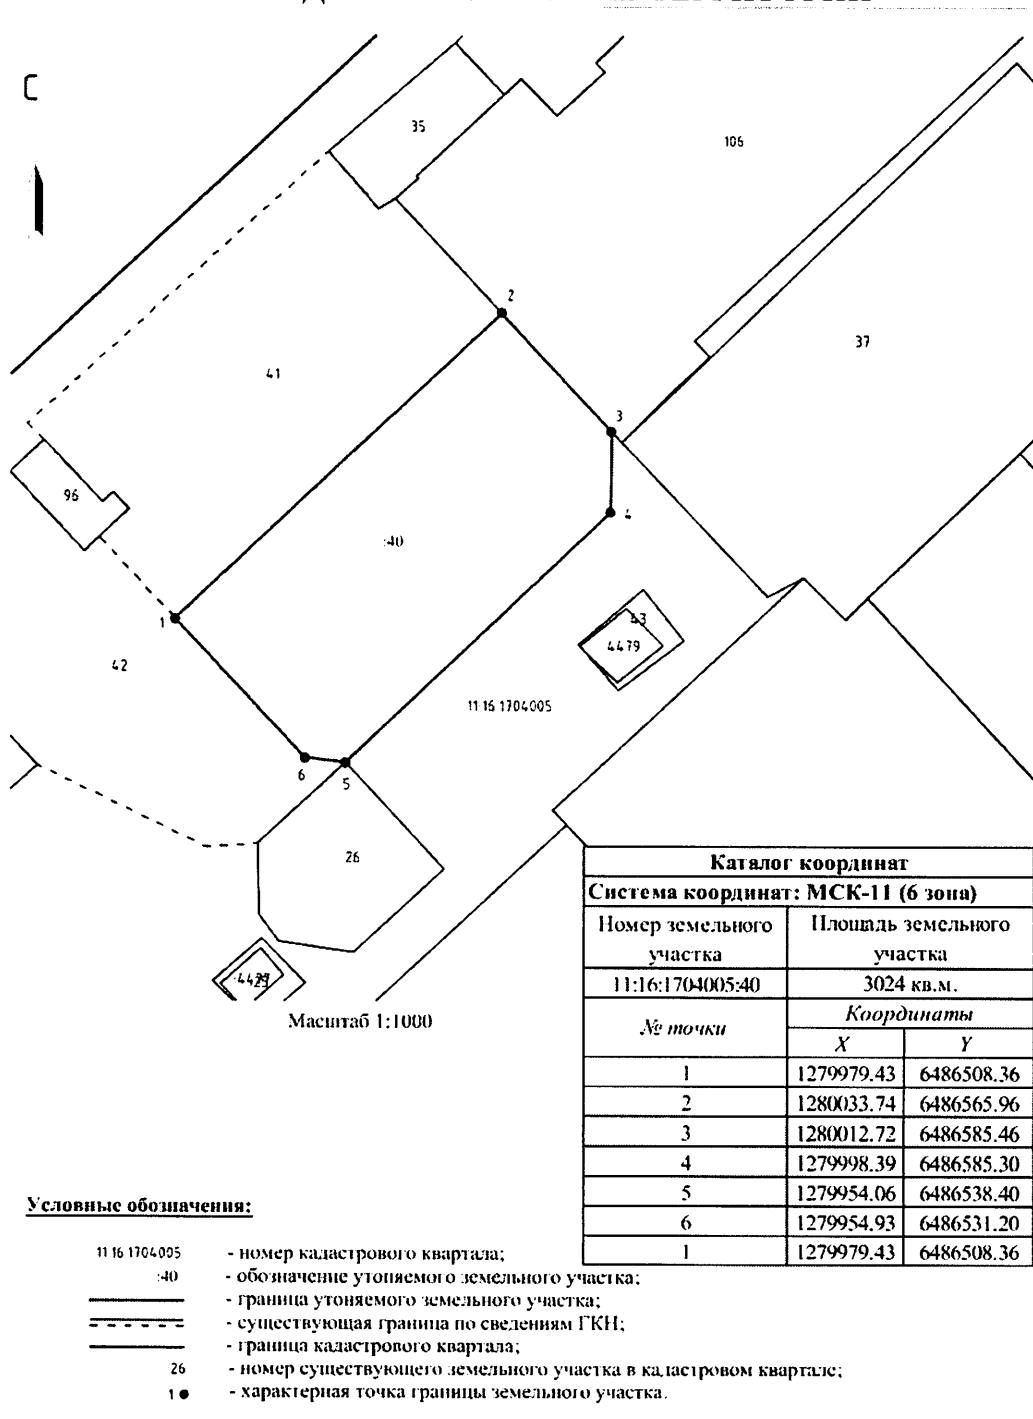 С
35
106
2
37
41
3
96
4
:40
1
43
4479
42
11 16 1704005
6
5
26
Каталог координат
Система координат: МСК-11 (6 зона)
Номер земельного участка
Площадь земельного участка
11:16:1704005:40
3024 кв.м.
№ точки
Координаты
X
Y
1 1279979.43 6486508.36
2 1280033.74 6486565.96
3 1280012.72 6486585.46
4 1279998.39 6486585.30
5 1279954.06 6486538.40
6 1279954.93 6486531.20
1 1279979.43 6486508.36
Масштаб 1:1000
Условные обозначения:
11 16 1704005 - номер кадастрового квартала;
:40 - обозначение утоняемого земельного участка;
- граница утоняемого земельного участка;
- существующая граница по сведениям ГКН;
- граница кадастрового квартала;
26 - номер существующего земельного участка в кадастровом квартале;
1 - характерная точка границы земельного участка.